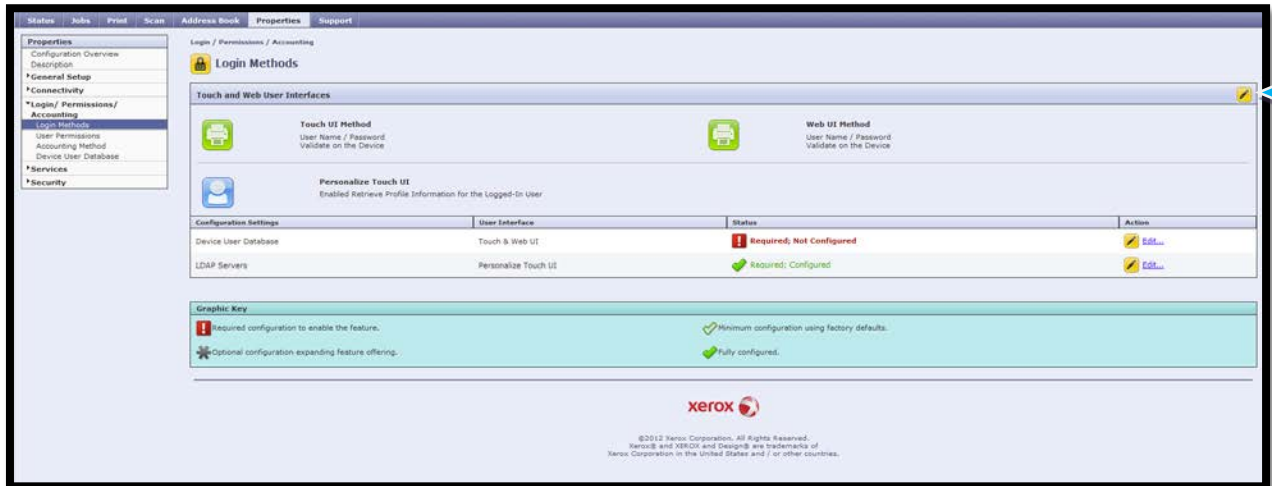 Status Jobs Print Scan Address Book Properties Support
Properties
Configuration Overview
Description
General Setup
Connectivity
Login/ Permissions/
Accounting
Login Methods
User Permissions
Accounting Method
Device User Database
Services
Security
Login / Permissions / Accounting
Login Methods
Touch and Web User Interfaces
Touch UI Method
User Name / Password
Validate on the Device
Web UI Method
User Name / Password
Validate on the Device
Personalize Touch UI
Enabled Retrieve Profile Information for the Logged-In User
Configuration Settings User Interface Status Action
Device User Database Touch & Web UI Required; Not Configured Edit...
LDAP Servers Personalize Touch UI Required; Configured Edit...
Graphic Key
Required configuration to enable the feature. Minimum configuration using factory defaults.
Optional configuration expanding feature offering. Fully configured.
xerox
©2012 Xerox Corporation. All Rights Reserved.
Xerox® and XEROX and Design® are trademarks of
Xerox Corporation in the United States and / or other countries.